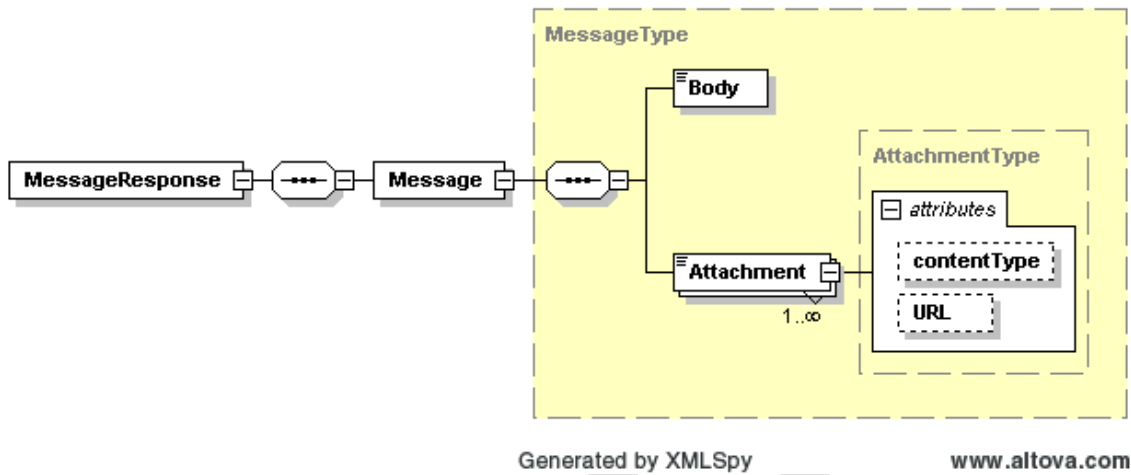 MessageType
Body
MessageResponse
Message
AttachmentType
attributes
Attachment
contentType
URL
1..∞
Generated by XMLSpy
www.altova.com